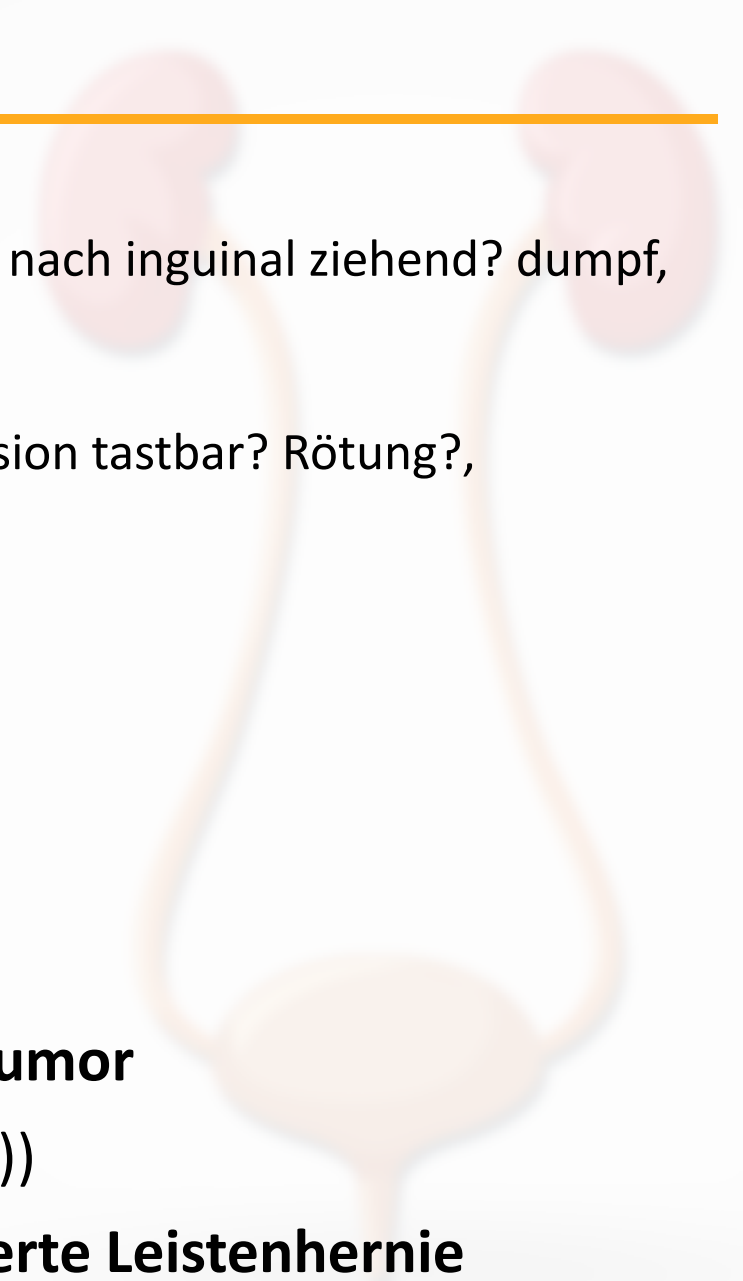 nach inguinal ziehend? dumpf,
sion tastbar? Rötung?,
umor
))
erte Leistenhernie